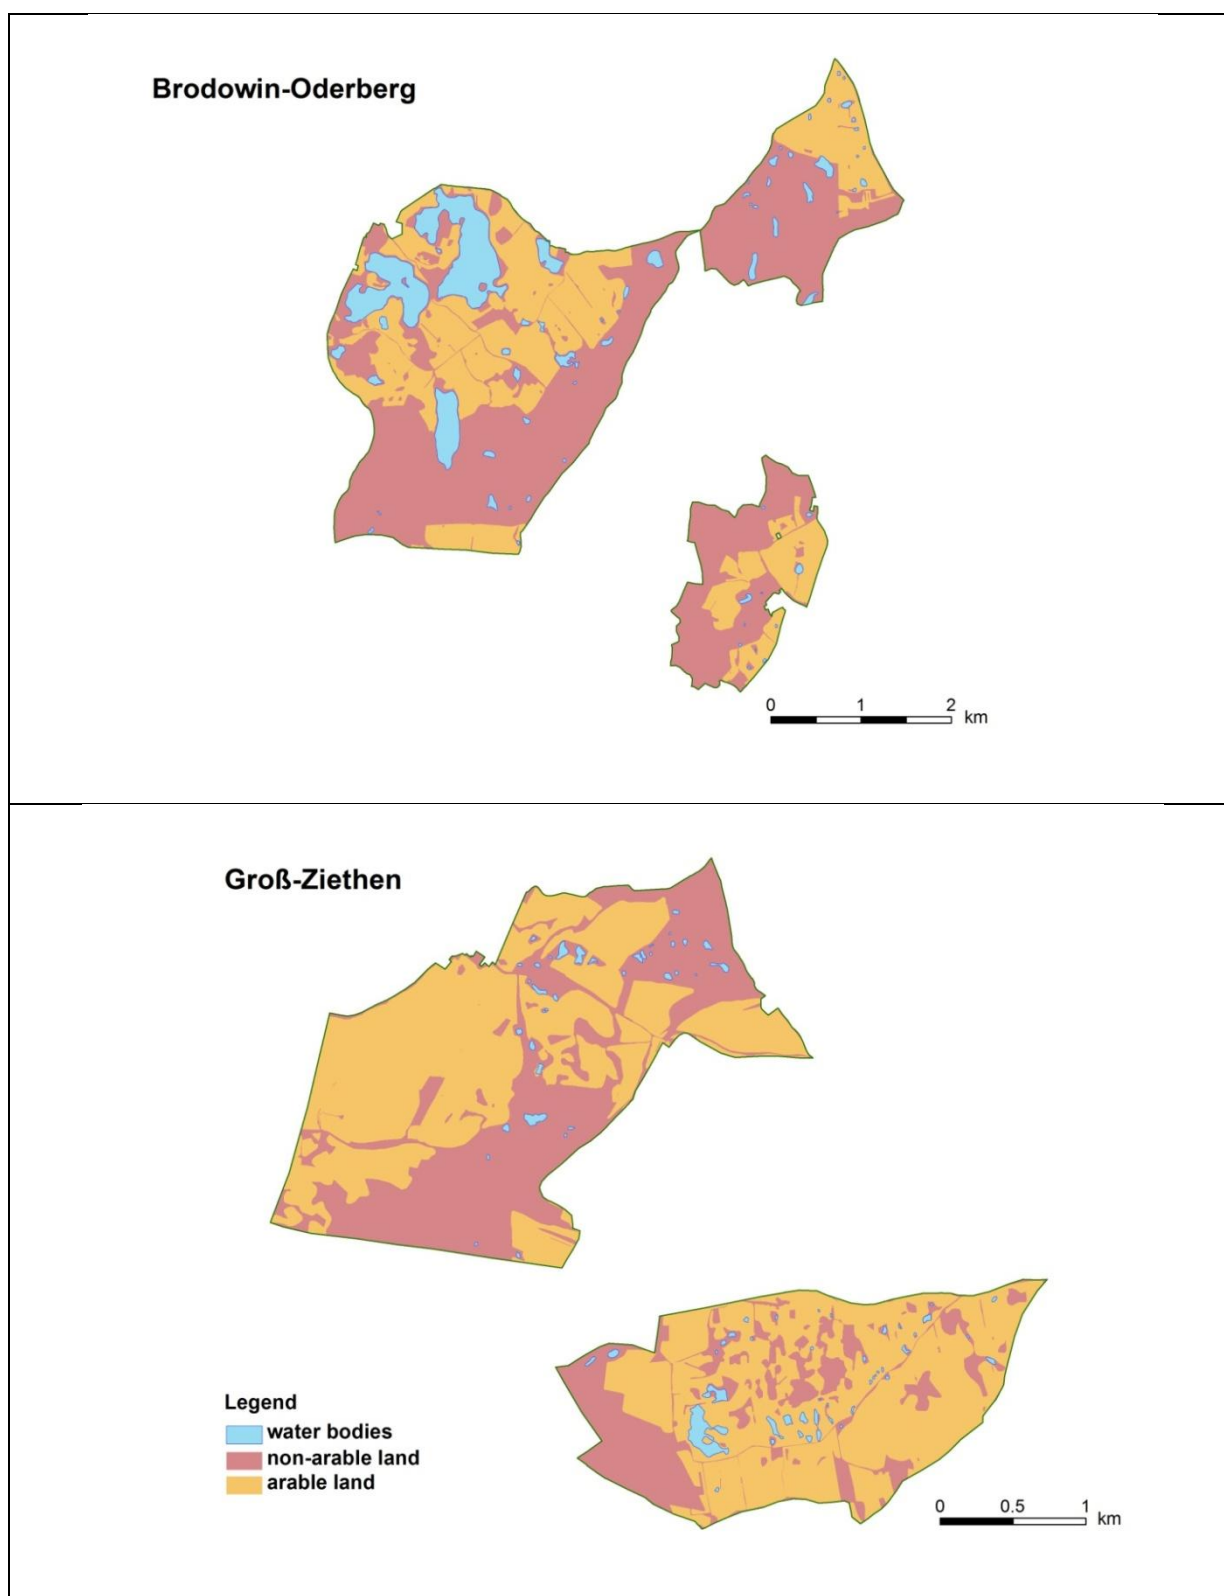 Brodowin-Oderberg
0 1 2
km
Groß-Ziethen
Legend
water bodies
non-arable land
arable land
0 0.5 1
km